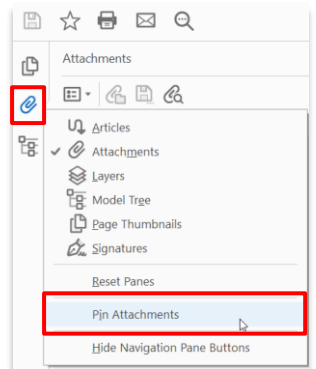 Attachments
Articles
Attachments
Layers
Model Tree
Page Thumbnails
Signatures
Reset Panes
Pin Attachments
Hide Navigation Pane Buttons